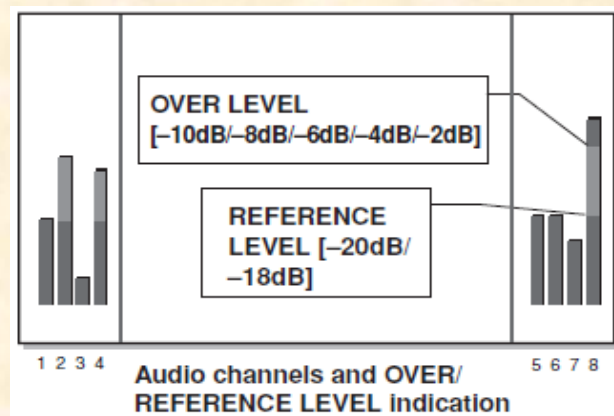 OVER LEVEL
[–10dB/–8dB/–6dB/–4dB/–2dB]
REFERENCE
LEVEL [–20dB/
–18dB]
1 2 3 4
5 6 7 8
Audio channels and OVER/
REFERENCE LEVEL indication